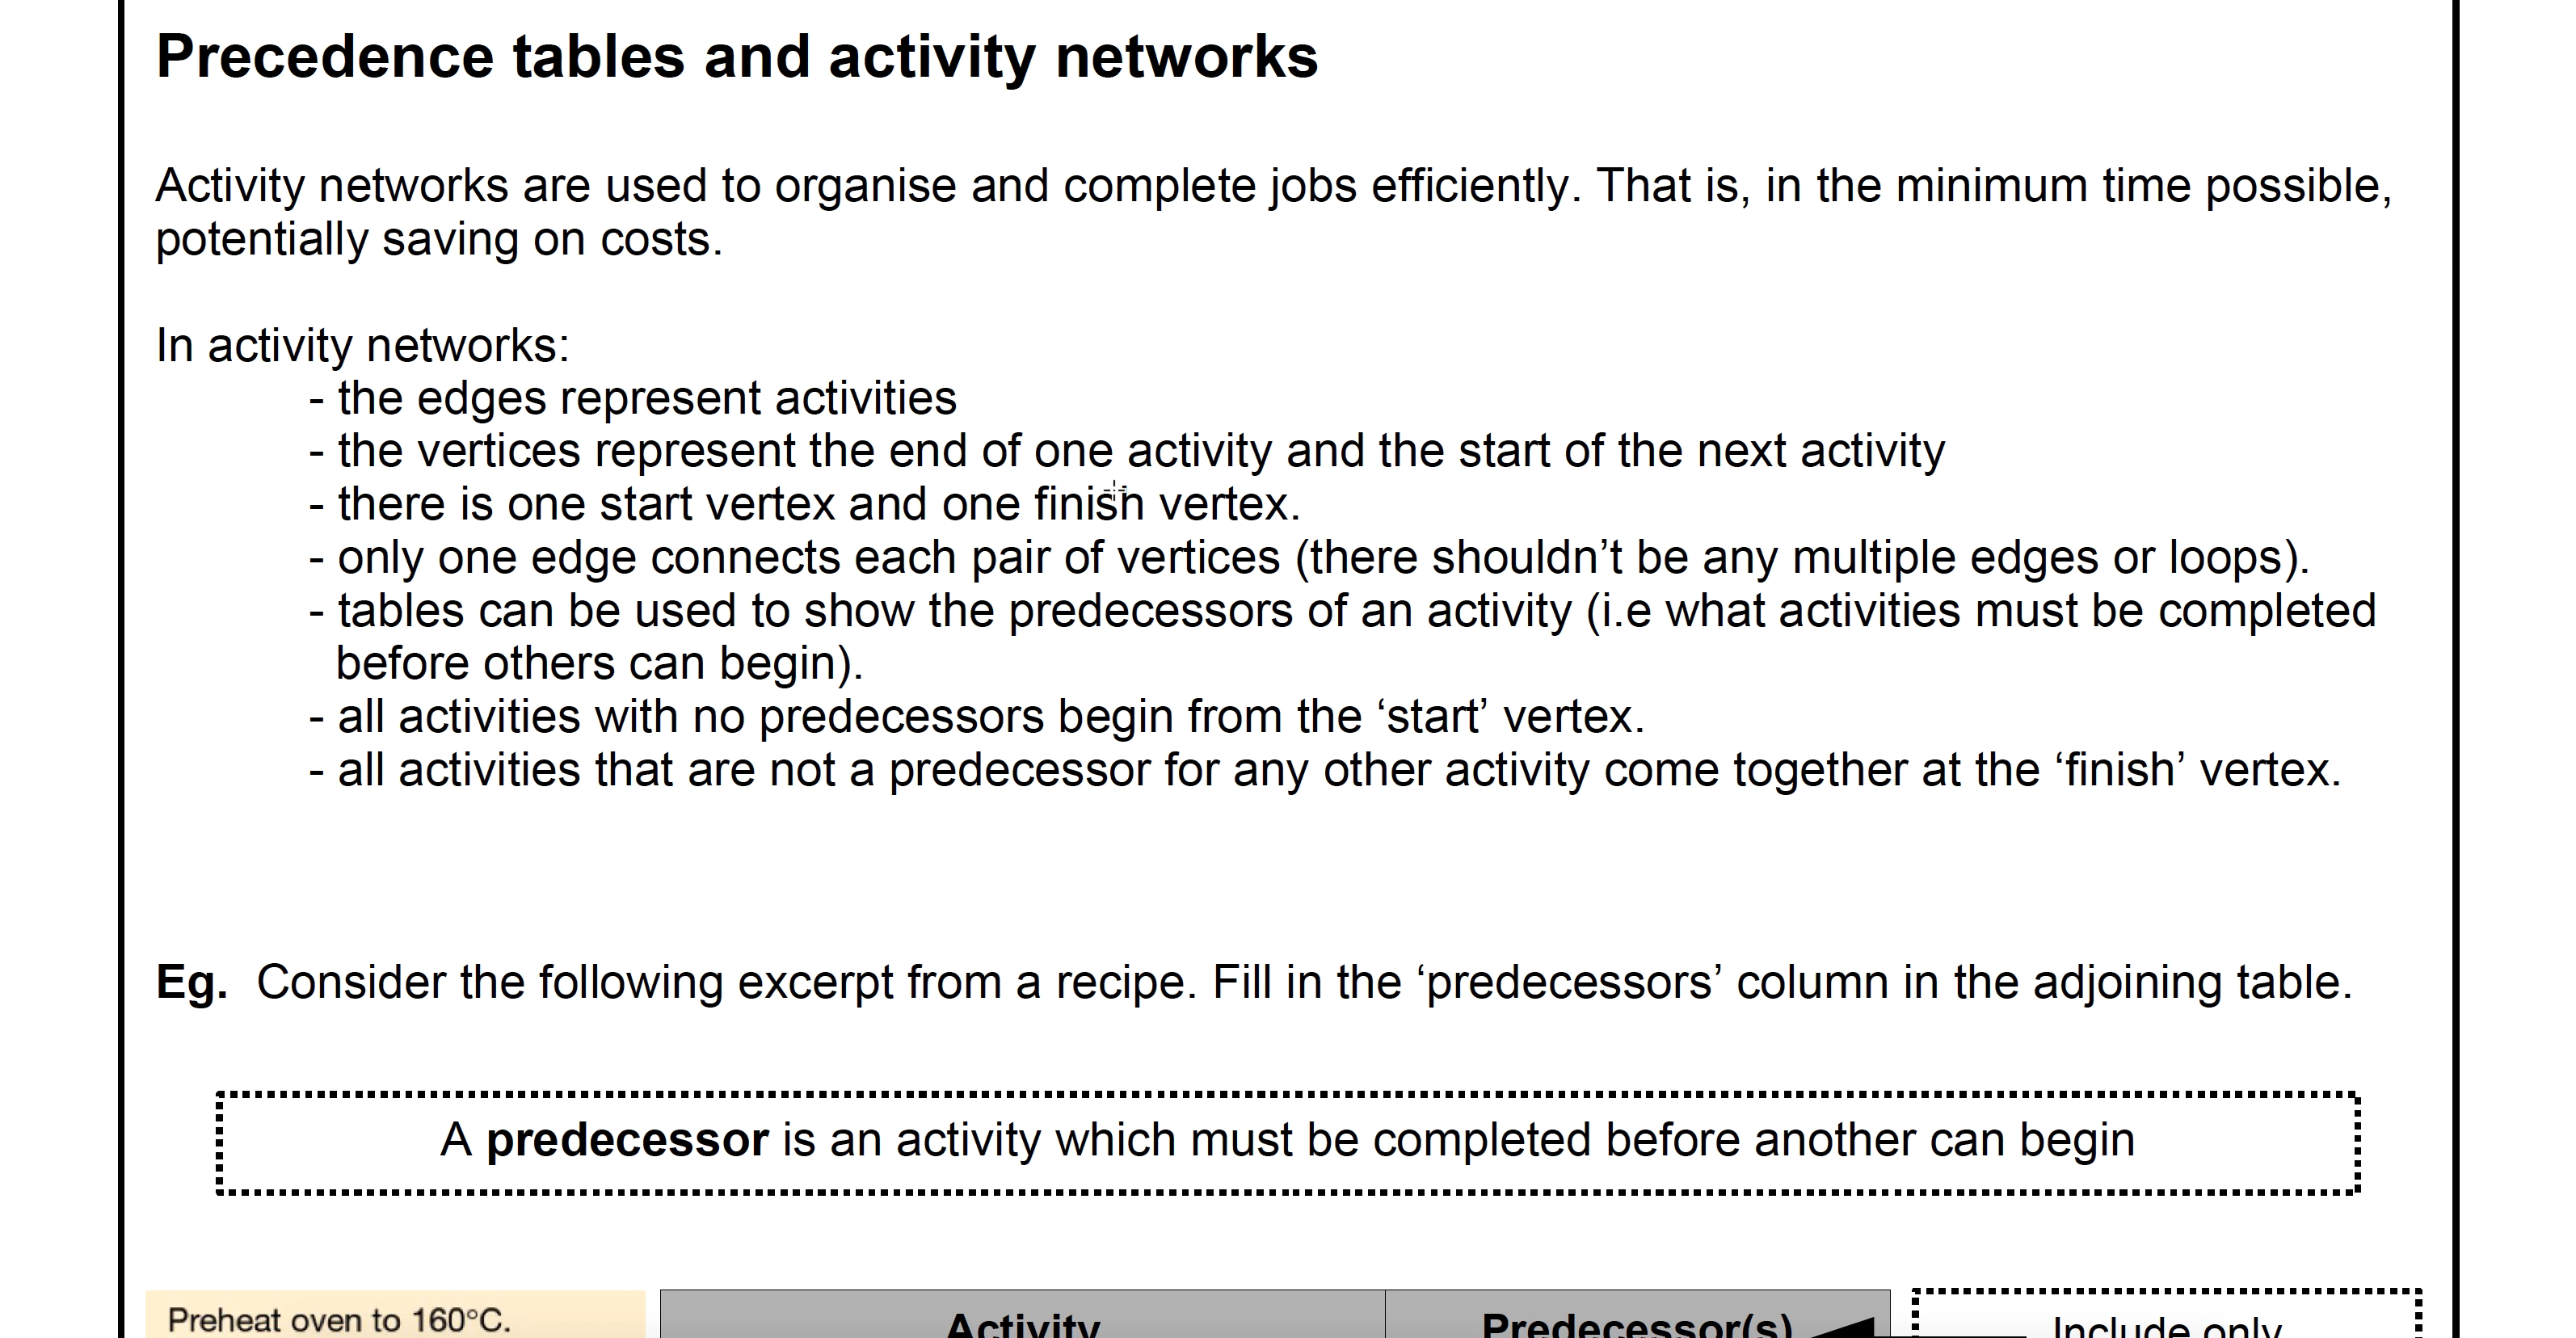 Precedence tables and activity networks
Activity networks are used to organise and complete jobs efficiently. That is, in the minimum time possible,
potentially saving on costs.
In activity networks:
- the edges represent activities
- the vertices represent the end of one activity and the start of the next activity
- there is one start vertex and one finish vertex.
- only one edge connects each pair of vertices (there shouldn’t be any multiple edges or loops).
- tables can be used to show the predecessors of an activity (i.e what activities must be completed
before others can begin).
- all activities with no predecessors begin from the ‘start’ vertex.
- all activities that are not a predecessor for any other activity come together at the ‘finish’ vertex.
Eg. Consider the following excerpt from a recipe. Fill in the ‘predecessors’ column in the adjoining table.
A predecessor is an activity which must be completed before another can begin
Preheat oven to 160°C.
Activity
Predecessor(s)
Include only